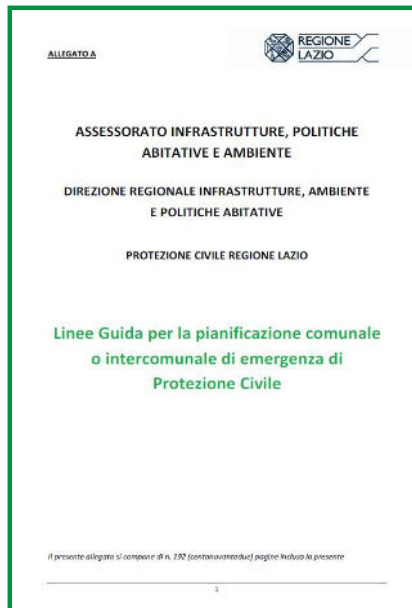 ALLEGATO A
REGIONE
LAZIO
ASSESSORATO INFRASTRUTTURE, POLITICHE
ABITATIVE E AMBIENTE
DIREZIONE REGIONALE INFRASTRUTTURE, AMBIENTE
E POLITICHE ABITATIVE
PROTEZIONE CIVILE REGIONE LAZIO
Linee Guida per la pianificazione comunale
o intercomunale di emergenza di
Protezione Civile
Il presente allegato si compone di n. 192 (centonovantadue) pagine inclusa la presente
1